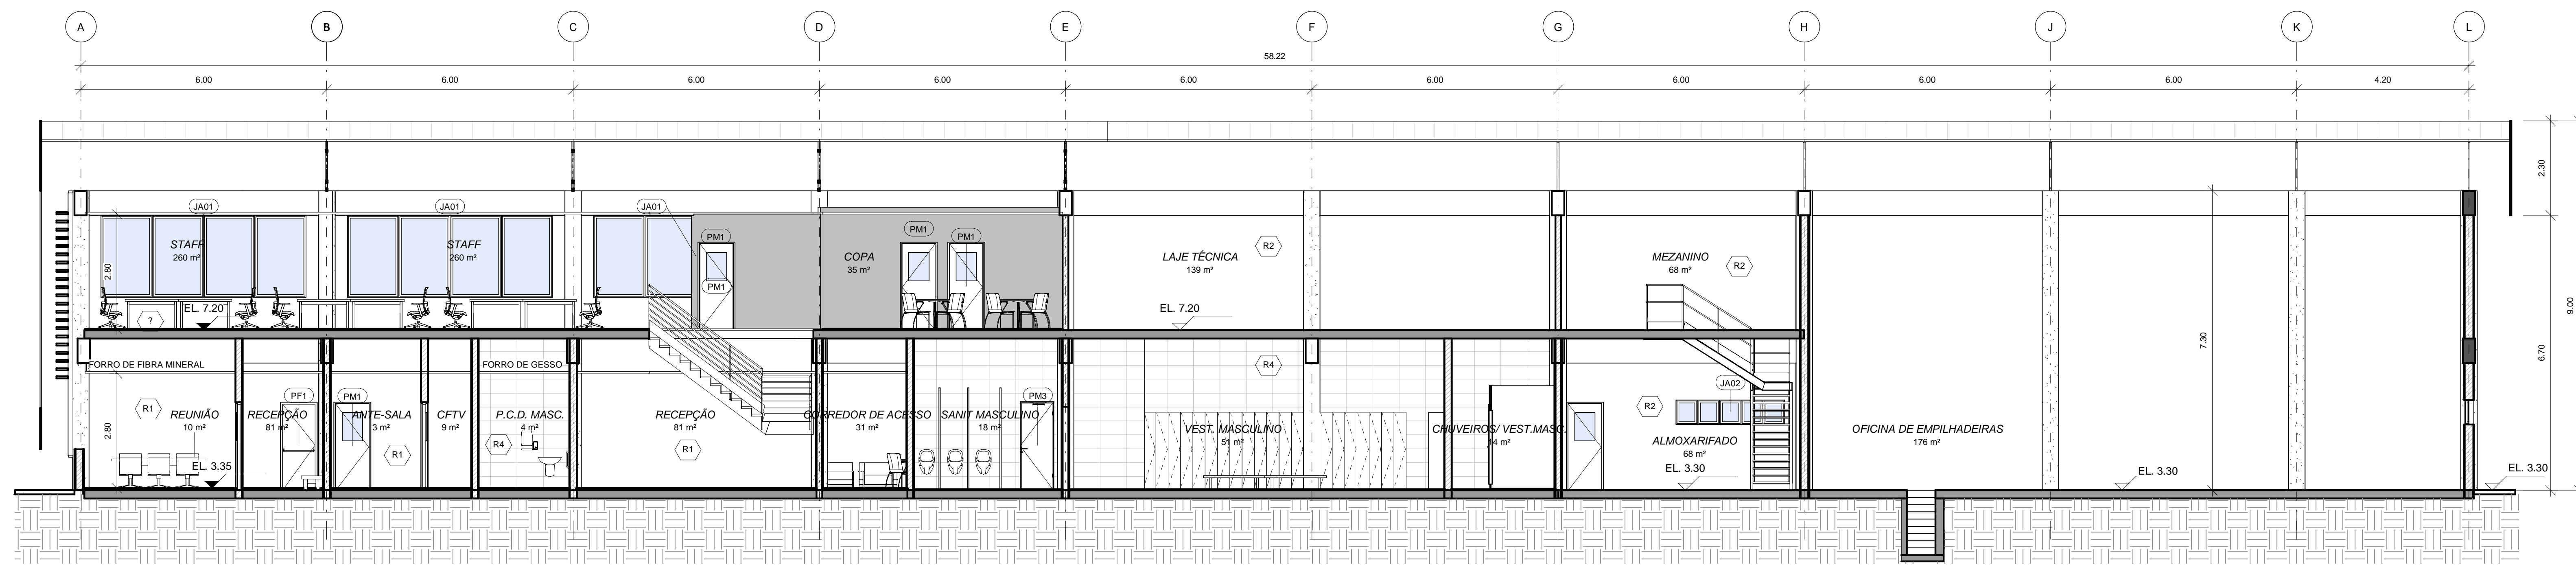 A B C D E F G H J K L
58.22
6.00 6.00 6.00 6.00 6.00 6.00 6.00 6.00 6.00 4.20
2.30
JA01 JA01 JA01
PM1 PM1 PM1
STAFF
260 m²
STAFF
260 m²
COPA
35 m²
LAJE TÉCNICA
139 m²
R2
MEZANINO
68 m²
R2
2.80
PM1
?
EL. 7.20
EL. 7.20
7.30
9.00
6.70
FORRO DE FIBRA MINERAL
FORRO DE GESSO
R4
JA02
PF1
PM1
PM3
R1
R2
2.80
REUNIÃO
10 m²
RECEPÇÃO
81 m²
ANTE-SALA
3 m²
CFTV
9 m²
P.C.D. MASC.
4 m²
RECEPÇÃO
81 m²
CORREDOR DE ACESSO
31 m²
SANIT MASCULINO
18 m²
VEST. MASCULINO
51 m²
CHUVEIROS/ VEST.MASC.
14 m²
ALMOXARIFADO
68 m²
OFICINA DE EMPILHADEIRAS
176 m²
R4
R1
R1
EL. 3.35
EL. 3.30
EL. 3.30
EL. 3.30